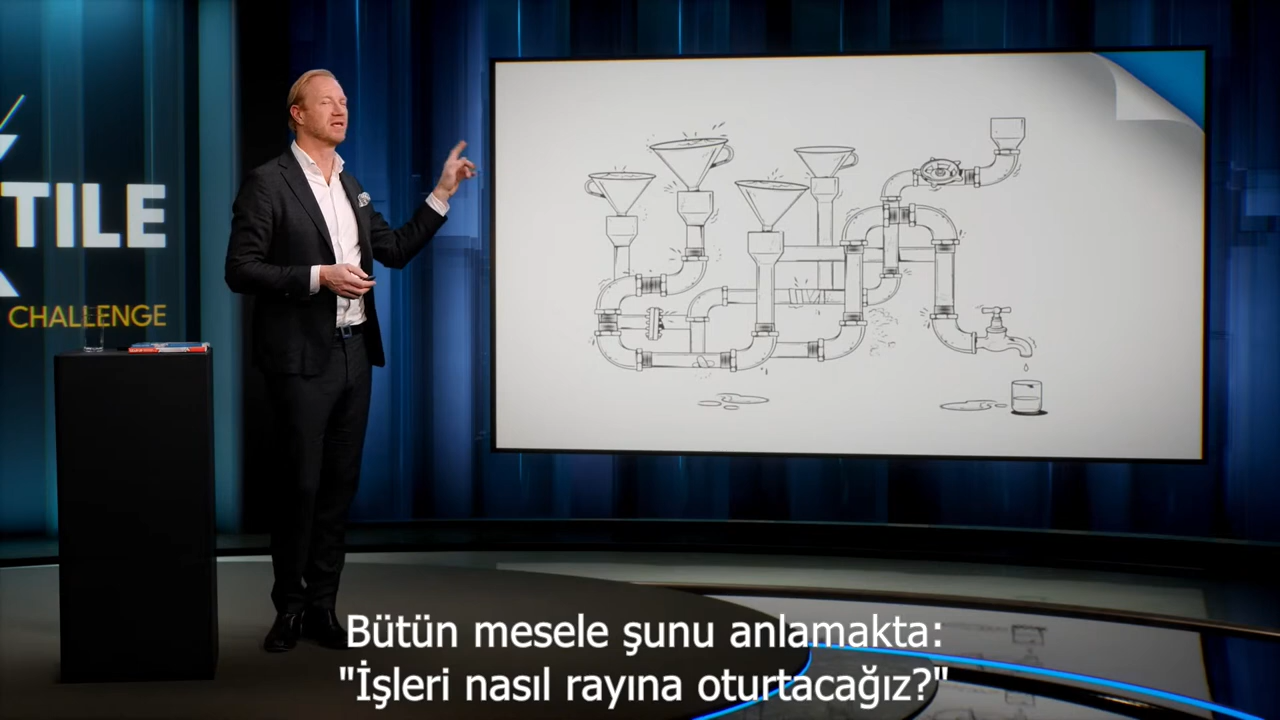 TILE
CHALLENGE
Bütün mesele şunu anlamakta:
"İşleri nasıl rayına oturtacağız?"